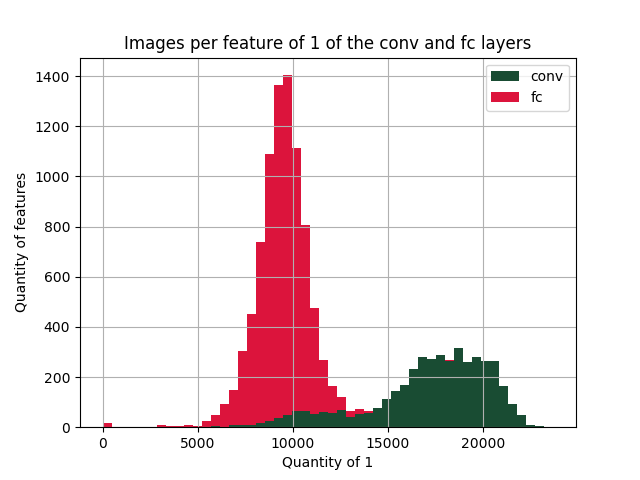 Images per feature of 1 of the conv and fc layers
conv
fc
Quantity of features
1400
1200
1000
800
600
400
200
0
0 5000 10000 15000 20000
Quantity of 1